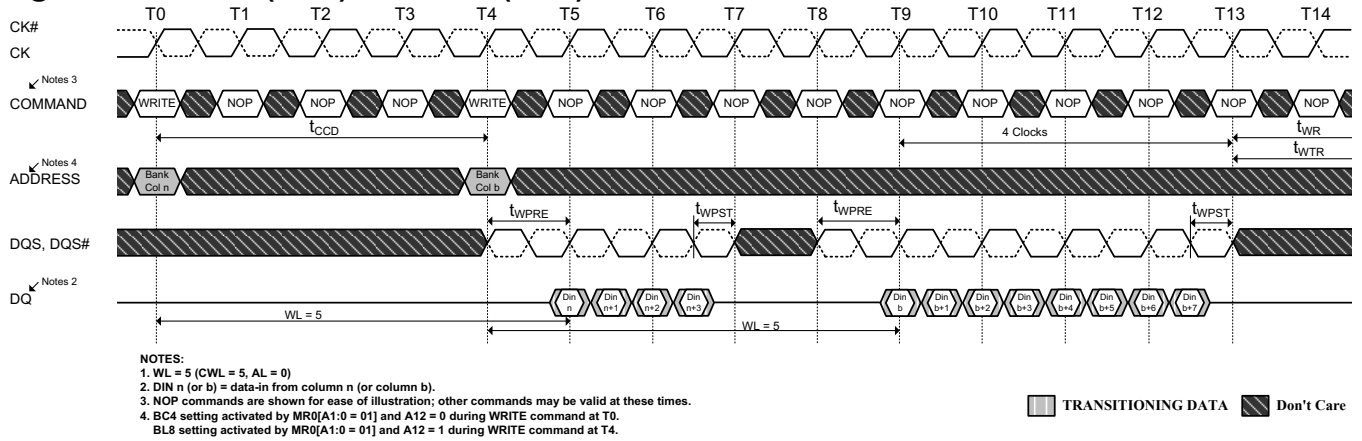 T0 T1 T2 T3 T4 T5 T6 T7 T8 T9 T10 T11 T12 T13 T14
CK#
CK
Notes 3
COMMAND
WRITE NOP NOP NOP WRITE NOP NOP NOP NOP NOP NOP NOP NOP NOP NOP
tCCD
4 Clocks
tWR
tWTR
Notes 4
ADDRESS
Bank
Col n
Bank
Col b
tWPRE tWPST tWPRE tWPST
DQS, DQS#
Notes 2
DQ
Din
n
Din
n+1
Din
n+2
Din
n+3
Din
b
Din
b+1
Din
b+2
Din
b+3
Din
b+4
Din
b+5
Din
b+6
Din
b+7
WL = 5
WL = 5
NOTES:
1. WL = 5 (CWL = 5, AL = 0)
2. DIN n (or b) = data-in from column n (or column b).
3. NOP commands are shown for ease of illustration; other commands may be valid at these times.
4. BC4 setting activated by MR0[A1:0 = 01] and A12 = 0 during WRITE command at T0.
BL8 setting activated by MR0[A1:0 = 01] and A12 = 1 during WRITE command at T4.
TRANSITIONING DATA Don't Care